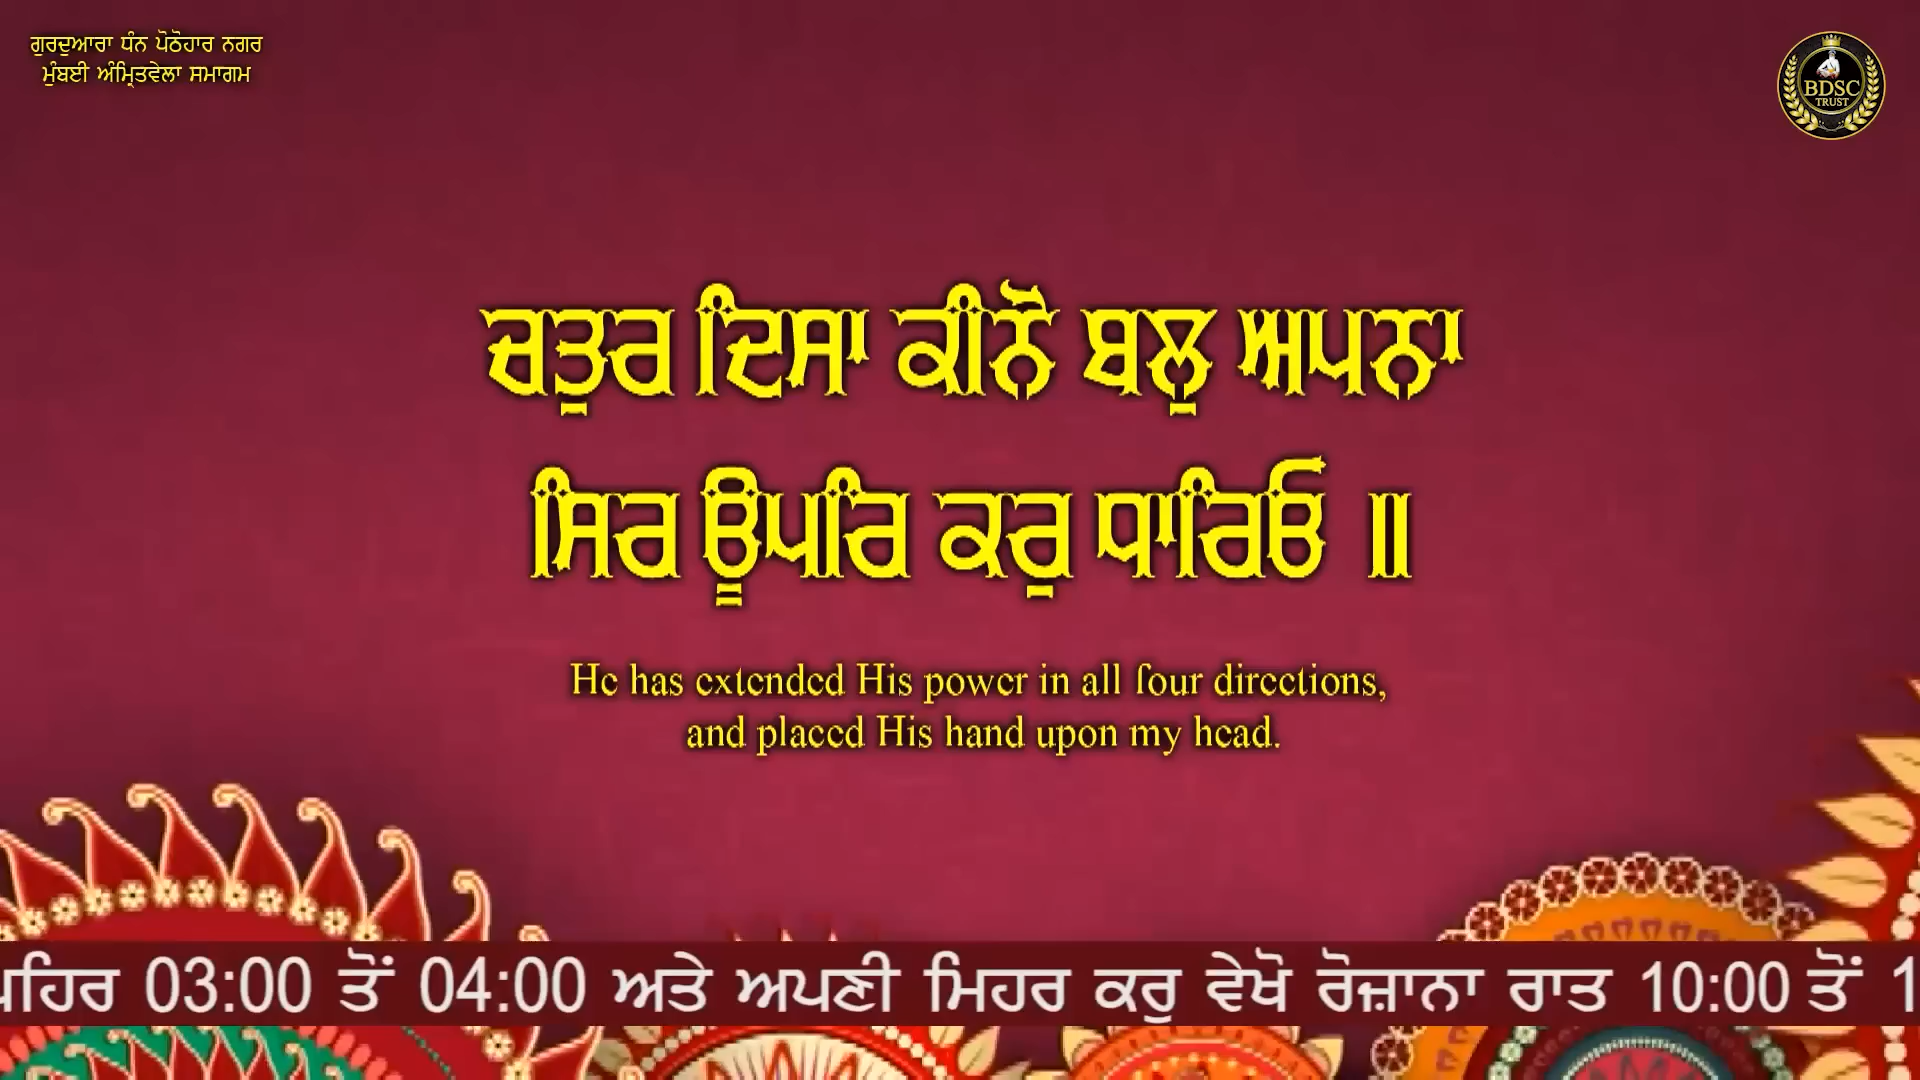 ਗੁਰਦੁਆਰਾ ਧੰਨ ਪੋਠੋਹਾਰ ਨਗਰ
ਮੁੰਬਈ ਅੰਮ੍ਰਿਤਵੇਲਾ ਸਮਾਗਮ
BDSC
TRUST
ਚਤੁਰ ਦਿਸਾ ਕੀਨੋ ਬਲੁ ਅਪਨਾ
ਸਿਰ ਊਪਰਿ ਕਰੁ ਧਾਰਿਓ ॥
He has extended His power in all four directions,
and placed His hand upon my head.
ਪਹਿਰ 03:00 ਤੋਂ 04:00 ਅਤੇ ਅਪਣੀ ਮਿਹਰ ਕਰੁ ਵੇਖੋ ਰੋਜ਼ਾਨਾ ਰਾਤ 10:00 ਤੋਂ